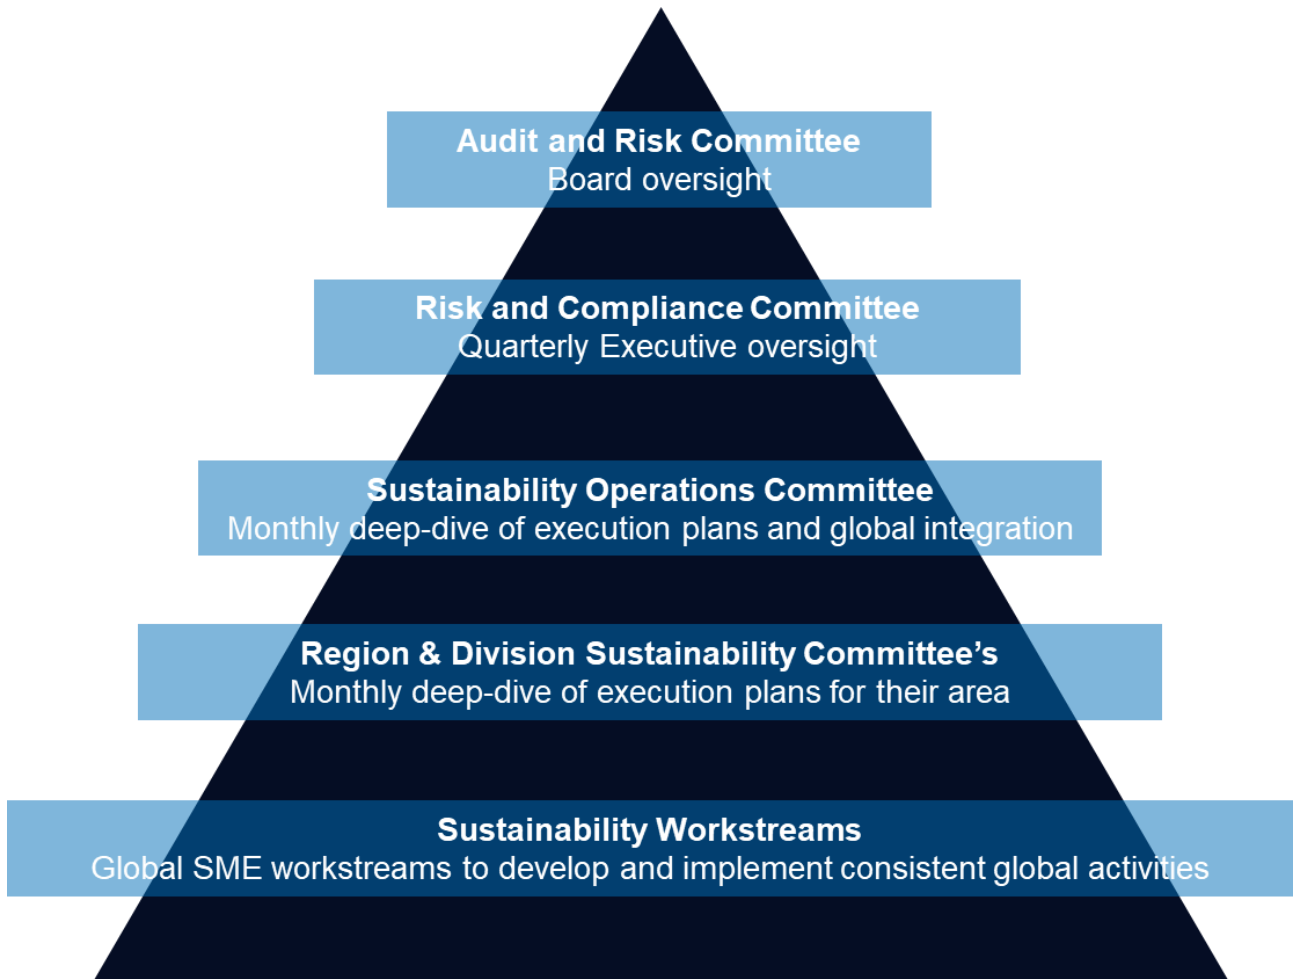 Audit and Risk Committee
Board oversight
Risk and Compliance Committee
Quarterly Executive oversight
Sustainability Operations Committee
Monthly deep-dive of execution plans and global integration
Region & Division Sustainability Committee’s
Monthly deep-dive of execution plans for their area
Sustainability Workstreams
Global SME workstreams to develop and implement consistent global activities